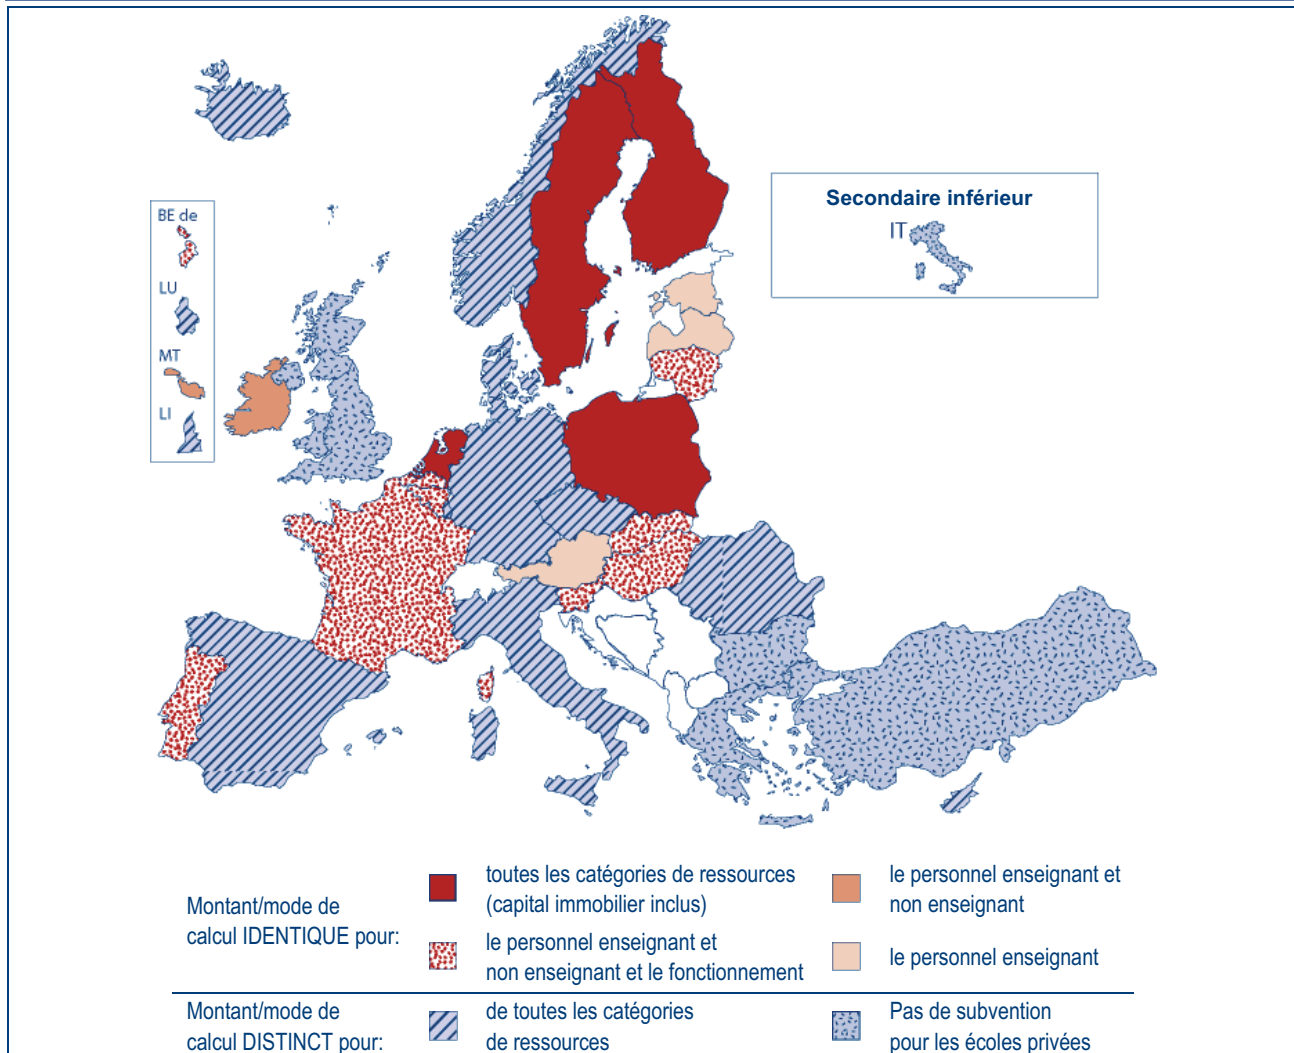 Secondaire inférieur
IT
BE de
LU
MT
LI
Montant/mode de
calcul IDENTIQUE pour:
toutes les catégories de ressources
(capital immobilier inclus)
le personnel enseignant et
non enseignant
le personnel enseignant et
non enseignant et le fonctionnement
le personnel enseignant
Montant/mode de
calcul DISTINCT pour:
de toutes les catégories
de ressources
Pas de subvention
pour les écoles privées